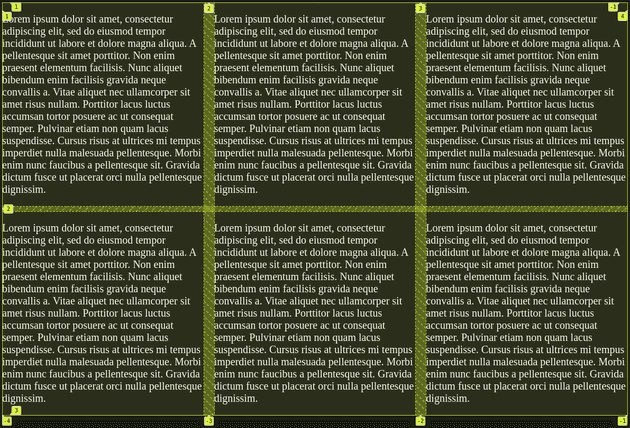 1
2
3
-1
1
4
Lorem ipsum dolor sit amet, consectetur
adipiscing elit, sed do eiusmod tempor
incididunt ut labore et dolore magna aliqua. A
pellentesque sit amet porttitor. Non enim
praesent elementum facilisis. Nunc aliquet
bibendum enim facilisis gravida neque
convallis a. Vitae aliquet nec ullamcorper sit
amet risus nullam. Porttitor lacus luctus
accumsan tortor posuere ac ut consequat
semper. Pulvinar etiam non quam lacus
suspendisse. Cursus risus at ultrices mi tempus
imperdiet nulla malesuada pellentesque. Morbi
enim nunc faucibus a pellentesque sit. Gravida
dictum fusce ut placerat orci nulla pellentesque
dignissim.
Lorem ipsum dolor sit amet, consectetur
adipiscing elit, sed do eiusmod tempor
incididunt ut labore et dolore magna aliqua. A
pellentesque sit amet porttitor. Non enim
praesent elementum facilisis. Nunc aliquet
bibendum enim facilisis gravida neque
convallis a. Vitae aliquet nec ullamcorper sit
amet risus nullam. Porttitor lacus luctus
accumsan tortor posuere ac ut consequat
semper. Pulvinar etiam non quam lacus
suspendisse. Cursus risus at ultrices mi tempus
imperdiet nulla malesuada pellentesque. Morbi
enim nunc faucibus a pellentesque sit. Gravida
dictum fusce ut placerat orci nulla pellentesque
dignissim.
Lorem ipsum dolor sit amet, consectetur
adipiscing elit, sed do eiusmod tempor
incididunt ut labore et dolore magna aliqua. A
pellentesque sit amet porttitor. Non enim
praesent elementum facilisis. Nunc aliquet
bibendum enim facilisis gravida neque
convallis a. Vitae aliquet nec ullamcorper sit
amet risus nullam. Porttitor lacus luctus
accumsan tortor posuere ac ut consequat
semper. Pulvinar etiam non quam lacus
suspendisse. Cursus risus at ultrices mi tempus
imperdiet nulla malesuada pellentesque. Morbi
enim nunc faucibus a pellentesque sit. Gravida
dictum fusce ut placerat orci nulla pellentesque
dignissim.
2
Lorem ipsum dolor sit amet, consectetur
adipiscing elit, sed do eiusmod tempor
incididunt ut labore et dolore magna aliqua. A
pellentesque sit amet porttitor. Non enim
praesent elementum facilisis. Nunc aliquet
bibendum enim facilisis gravida neque
convallis a. Vitae aliquet nec ullamcorper sit
amet risus nullam. Porttitor lacus luctus
accumsan tortor posuere ac ut consequat
semper. Pulvinar etiam non quam lacus
suspendisse. Cursus risus at ultrices mi tempus
imperdiet nulla malesuada pellentesque. Morbi
enim nunc faucibus a pellentesque sit. Gravida
dictum fusce ut placerat orci nulla pellentesque
dignissim.
Lorem ipsum dolor sit amet, consectetur
adipiscing elit, sed do eiusmod tempor
incididunt ut labore et dolore magna aliqua. A
pellentesque sit amet porttitor. Non enim
praesent elementum facilisis. Nunc aliquet
bibendum enim facilisis gravida neque
convallis a. Vitae aliquet nec ullamcorper sit
amet risus nullam. Porttitor lacus luctus
accumsan tortor posuere ac ut consequat
semper. Pulvinar etiam non quam lacus
suspendisse. Cursus risus at ultrices mi tempus
imperdiet nulla malesuada pellentesque. Morbi
enim nunc faucibus a pellentesque sit. Gravida
dictum fusce ut placerat orci nulla pellentesque
dignissim.
Lorem ipsum dolor sit amet, consectetur
adipiscing elit, sed do eiusmod tempor
incididunt ut labore et dolore magna aliqua. A
pellentesque sit amet porttitor. Non enim
praesent elementum facilisis. Nunc aliquet
bibendum enim facilisis gravida neque
convallis a. Vitae aliquet nec ullamcorper sit
amet risus nullam. Porttitor lacus luctus
accumsan tortor posuere ac ut consequat
semper. Pulvinar etiam non quam lacus
suspendisse. Cursus risus at ultrices mi tempus
imperdiet nulla malesuada pellentesque. Morbi
enim nunc faucibus a pellentesque sit. Gravida
dictum fusce ut placerat orci nulla pellentesque
dignissim.
3
-4
-3
-2
-1